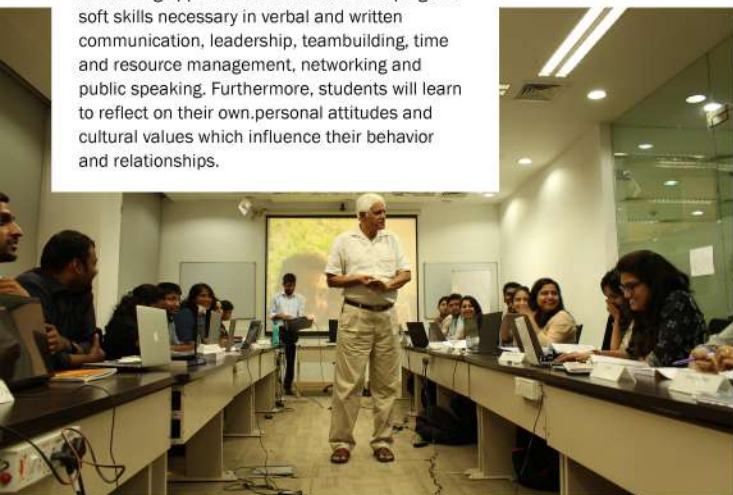 soft skills necessary in verbal and written
communication, leadership, teambuilding, time
and resource management, networking and
public speaking. Furthermore, students will learn
to reflect on their own.personal attitudes and
cultural values which influence their behavior
and relationships.